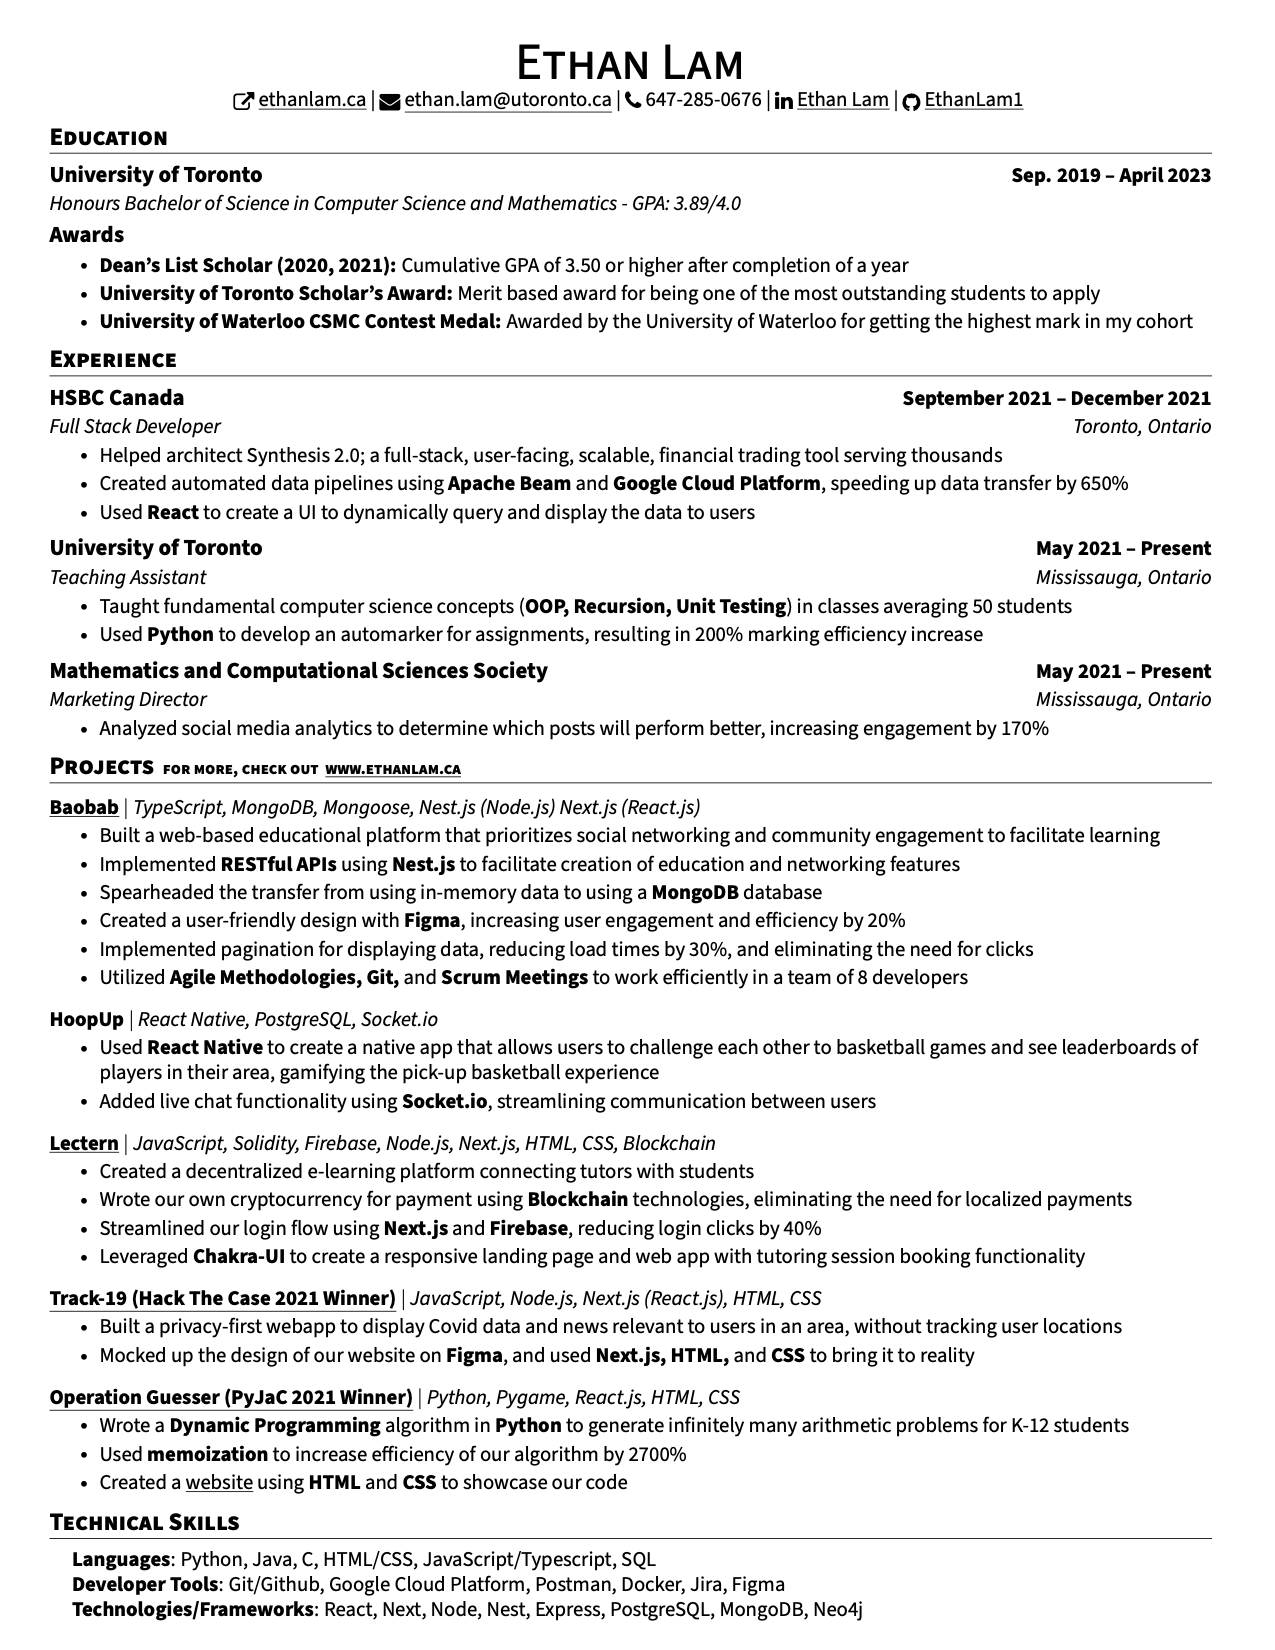 Ethan Lam
ethanlam.ca | ethan.lam@utoronto.ca | 647-285-0676 | Ethan Lam | EthanLam1
Education
University of Toronto Sep. 2019 – April 2023
Honours Bachelor of Science in Computer Science and Mathematics - GPA: 3.89/4.0
Awards
• Dean's List Scholar (2020, 2021): Cumulative GPA of 3.50 or higher after completion of a year
• University of Toronto Scholar's Award: Merit based award for being one of the most outstanding students to apply
• University of Waterloo CSMC Contest Medal: Awarded by the University of Waterloo for getting the highest mark in my cohort
Experience
HSBC Canada September 2021 – December 2021
Full Stack Developer Toronto, Ontario
• Helped architect Synthesis 2.0; a full-stack, user-facing, scalable, financial trading tool serving thousands
• Created automated data pipelines using Apache Beam and Google Cloud Platform, speeding up data transfer by 650%
• Used React to create a UI to dynamically query and display the data to users
University of Toronto May 2021 – Present
Teaching Assistant Mississauga, Ontario
• Taught fundamental computer science concepts (OOP, Recursion, Unit Testing) in classes averaging 50 students
• Used Python to develop an automarker for assignments, resulting in 200% marking efficiency increase
Mathematics and Computational Sciences Society May 2021 – Present
Marketing Director Mississauga, Ontario
• Analyzed social media analytics to determine which posts will perform better, increasing engagement by 170%
Projects for more, check out www.ethanlam.ca
Baobab | TypeScript, MongoDB, Mongoose, Nest.js (Node.js) Next.js (React.js)
• Built a web-based educational platform that prioritizes social networking and community engagement to facilitate learning
• Implemented RESTful APIs using Nest.js to facilitate creation of education and networking features
• Spearheaded the transfer from using in-memory data to using a MongoDB database
• Created a user-friendly design with Figma, increasing user engagement and efficiency by 20%
• Implemented pagination for displaying data, reducing load times by 30%, and eliminating the need for clicks
• Utilized Agile Methodologies, Git, and Scrum Meetings to work efficiently in a team of 8 developers
HoopUp | React Native, PostgreSQL, Socket.io
• Used React Native to create a native app that allows users to challenge each other to basketball games and see leaderboards of
players in their area, gamifying the pick-up basketball experience
• Added live chat functionality using Socket.io, streamlining communication between users
Lectern | JavaScript, Solidity, Firebase, Node.js, Next.js, HTML, CSS, Blockchain
• Created a decentralized e-learning platform connecting tutors with students
• Wrote our own cryptocurrency for payment using Blockchain technologies, eliminating the need for localized payments
• Streamlined our login flow using Next.js and Firebase, reducing login clicks by 40%
• Leveraged Chakra-UI to create a responsive landing page and web app with tutoring session booking functionality
Track-19 (Hack The Case 2021 Winner) | JavaScript, Node.js, Next.js (React.js), HTML, CSS
• Built a privacy-first webapp to display Covid data and news relevant to users in an area, without tracking user locations
• Mocked up the design of our website on Figma, and used Next.js, HTML, and CSS to bring it to reality
Operation Guesser (PyJaC 2021 Winner) | Python, Pygame, React.js, HTML, CSS
• Wrote a Dynamic Programming algorithm in Python to generate infinitely many arithmetic problems for K-12 students
• Used memoization to increase efficiency of our algorithm by 2700%
• Created a website using HTML and CSS to showcase our code
Technical Skills
Languages: Python, Java, C, HTML/CSS, JavaScript/Typescript, SQL
Developer Tools: Git/Github, Google Cloud Platform, Postman, Docker, Jira, Figma
Technologies/Frameworks: React, Next, Node, Nest, Express, PostgreSQL, MongoDB, Neo4j